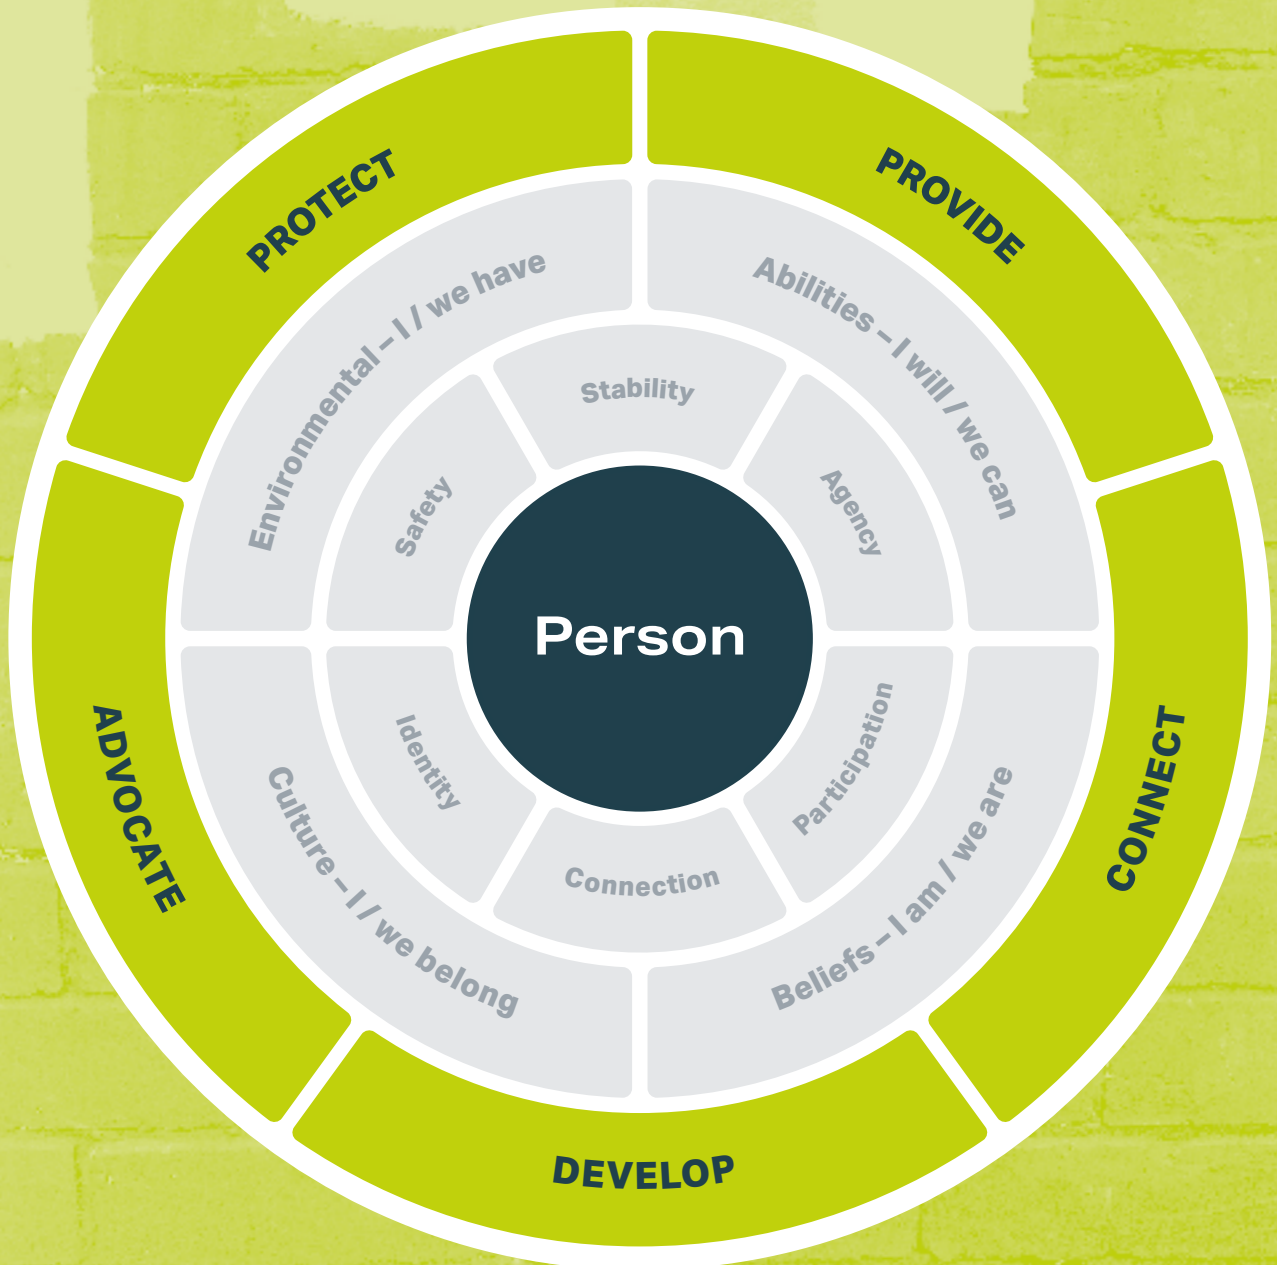 PROTECT
PROVIDE
CONNECT
DEVELOP
ADVOCATE
Environmental – I / we have
Abilities – I will / we can
Beliefs – I am / we are
Culture – I / we belong
Stability
Agency
Participation
Connection
Identity
Safety
Person